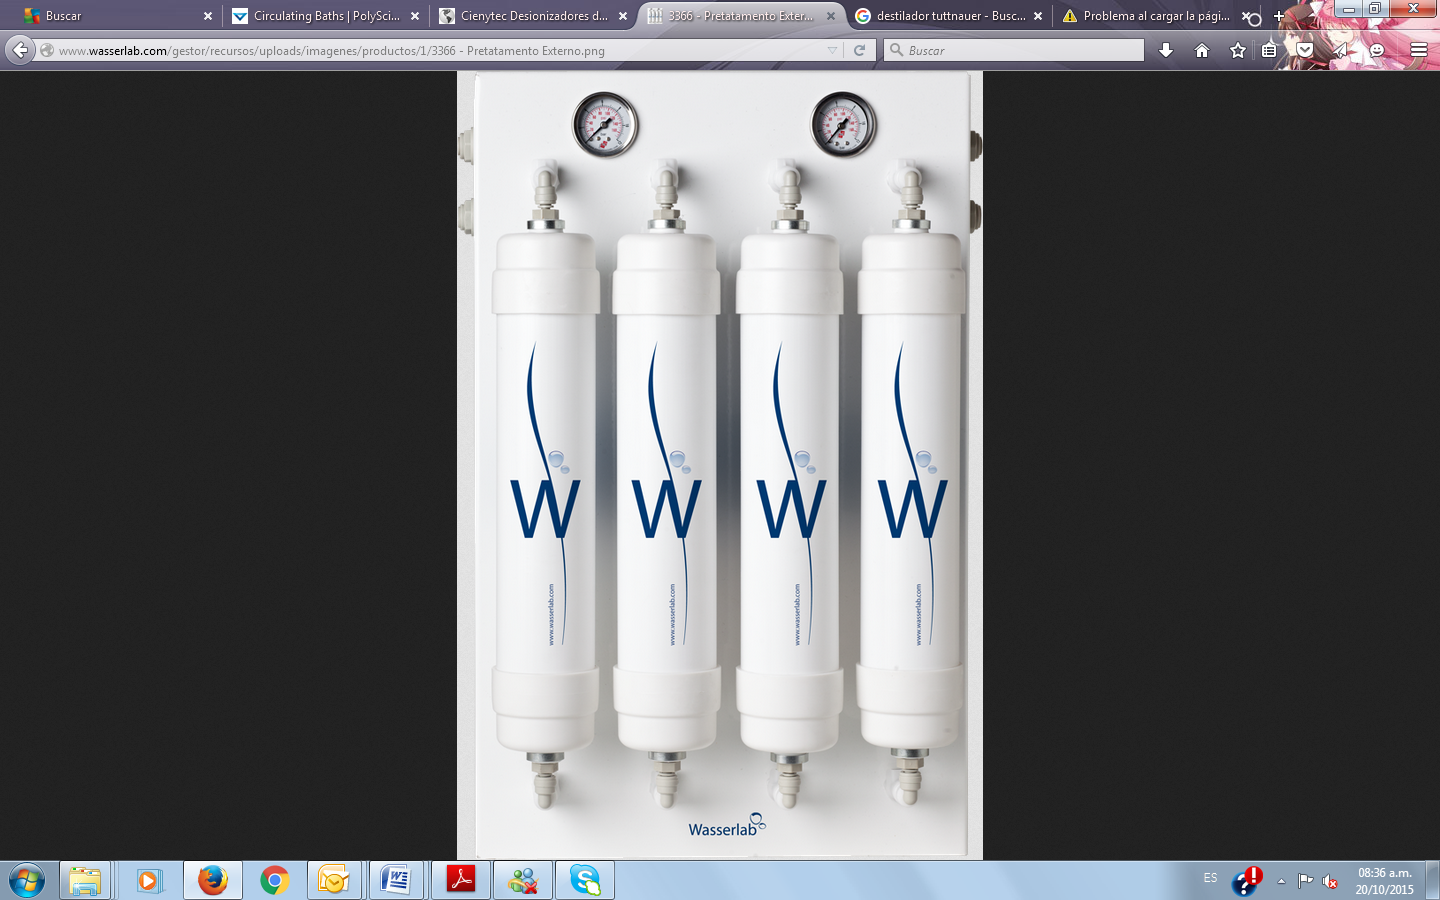 Buscar
Circulating Baths | PolySci...
Cienytec Desionizadores d...
3366 - Pretatamento Exter...
destilador tuttnauer - Busc...
Problema al cargar la pági...
www.wasserlab.com/gestor/recursos/uploads/imagenes/productos/1/3366 - Pretatamento Externo.png
Buscar
W
www.wasserlab.com
W
www.wasserlab.com
W
www.wasserlab.com
W
www.wasserlab.com
Wasserlab
ES
08:36 a.m.
20/10/2015